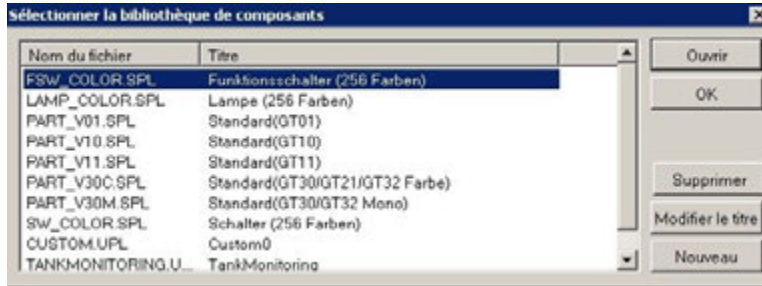 Sélectionner la bibliothèque de composants
Nom du fichier Titre
FSW_COLOR.SPL Funktionsschalter (256 Farben)
LAMP_COLOR.SPL Lampe (256 Farben)
PART_V01.SPL Standard(GT01)
PART_V10.SPL Standard(GT10)
PART_V11.SPL Standard(GT11)
PART_V30C.SPL Standard(GT30/GT21/GT32 Farbe)
PART_V30M.SPL Standard(GT30/GT32 Mono)
SW_COLOR.SPL Schalter (256 Farben)
CUSTOM.UPL Custom0
TANKMONITORING.U... TankMonitoring
Ouvrir
OK
Supprimer
Modifier le titre
Nouveau